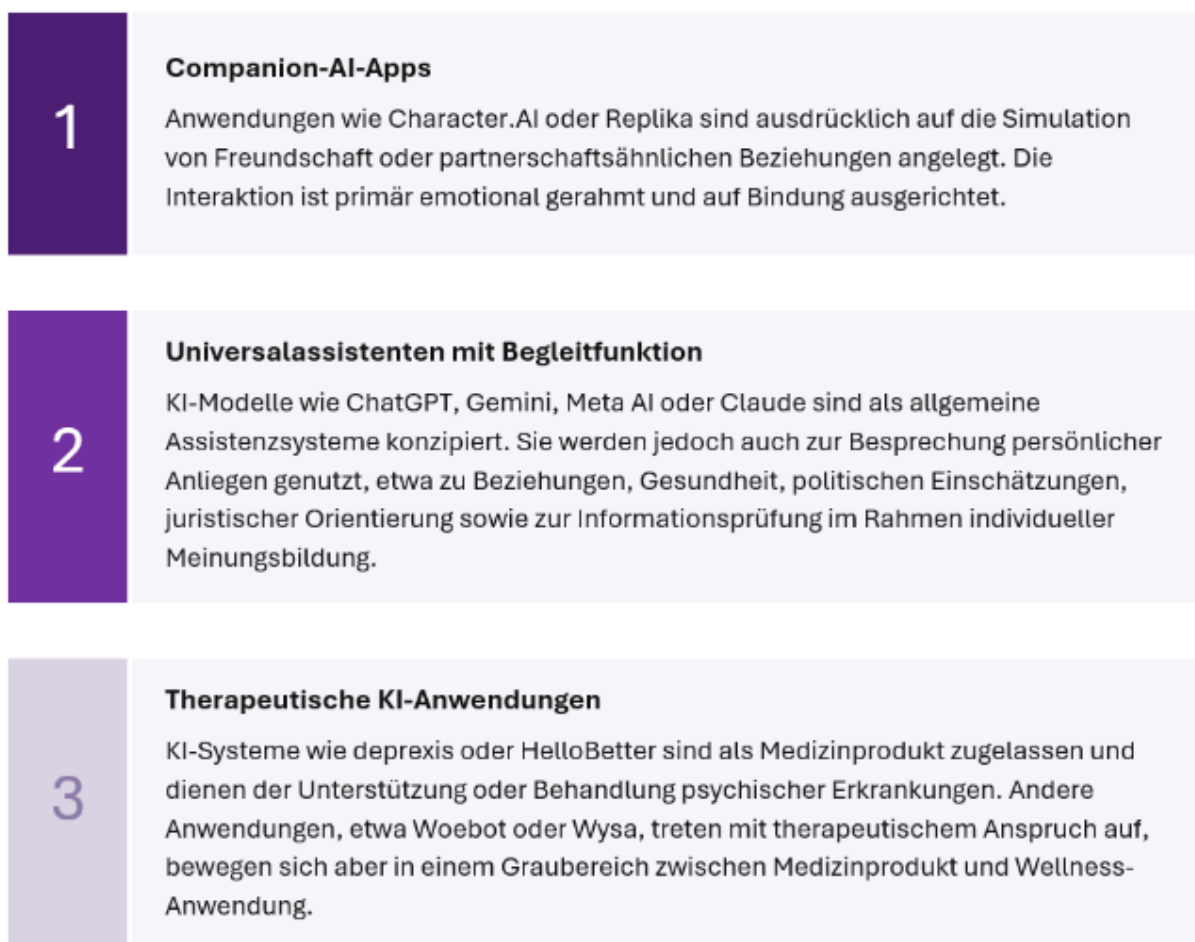 1
Companion-AI-Apps
Anwendungen wie Character.AI oder Replika sind ausdrücklich auf die Simulation
von Freundschaft oder partnerschaftsähnlichen Beziehungen angelegt. Die
Interaktion ist primär emotional gerahmt und auf Bindung ausgerichtet.
2
Universalassistenten mit Begleitfunktion
KI-Modelle wie ChatGPT, Gemini, Meta AI oder Claude sind als allgemeine
Assistenzsysteme konzipiert. Sie werden jedoch auch zur Besprechung persönlicher
Anliegen genutzt, etwa zu Beziehungen, Gesundheit, politischen Einschätzungen,
juristischer Orientierung sowie zur Informationsprüfung im Rahmen individueller
Meinungsbildung.
3
Therapeutische KI-Anwendungen
KI-Systeme wie deprexis oder HelloBetter sind als Medizinprodukt zugelassen und
dienen der Unterstützung oder Behandlung psychischer Erkrankungen. Andere
Anwendungen, etwa Woebot oder Wysa, treten mit therapeutischem Anspruch auf,
bewegen sich aber in einem Graubereich zwischen Medizinprodukt und Wellness-
Anwendung.